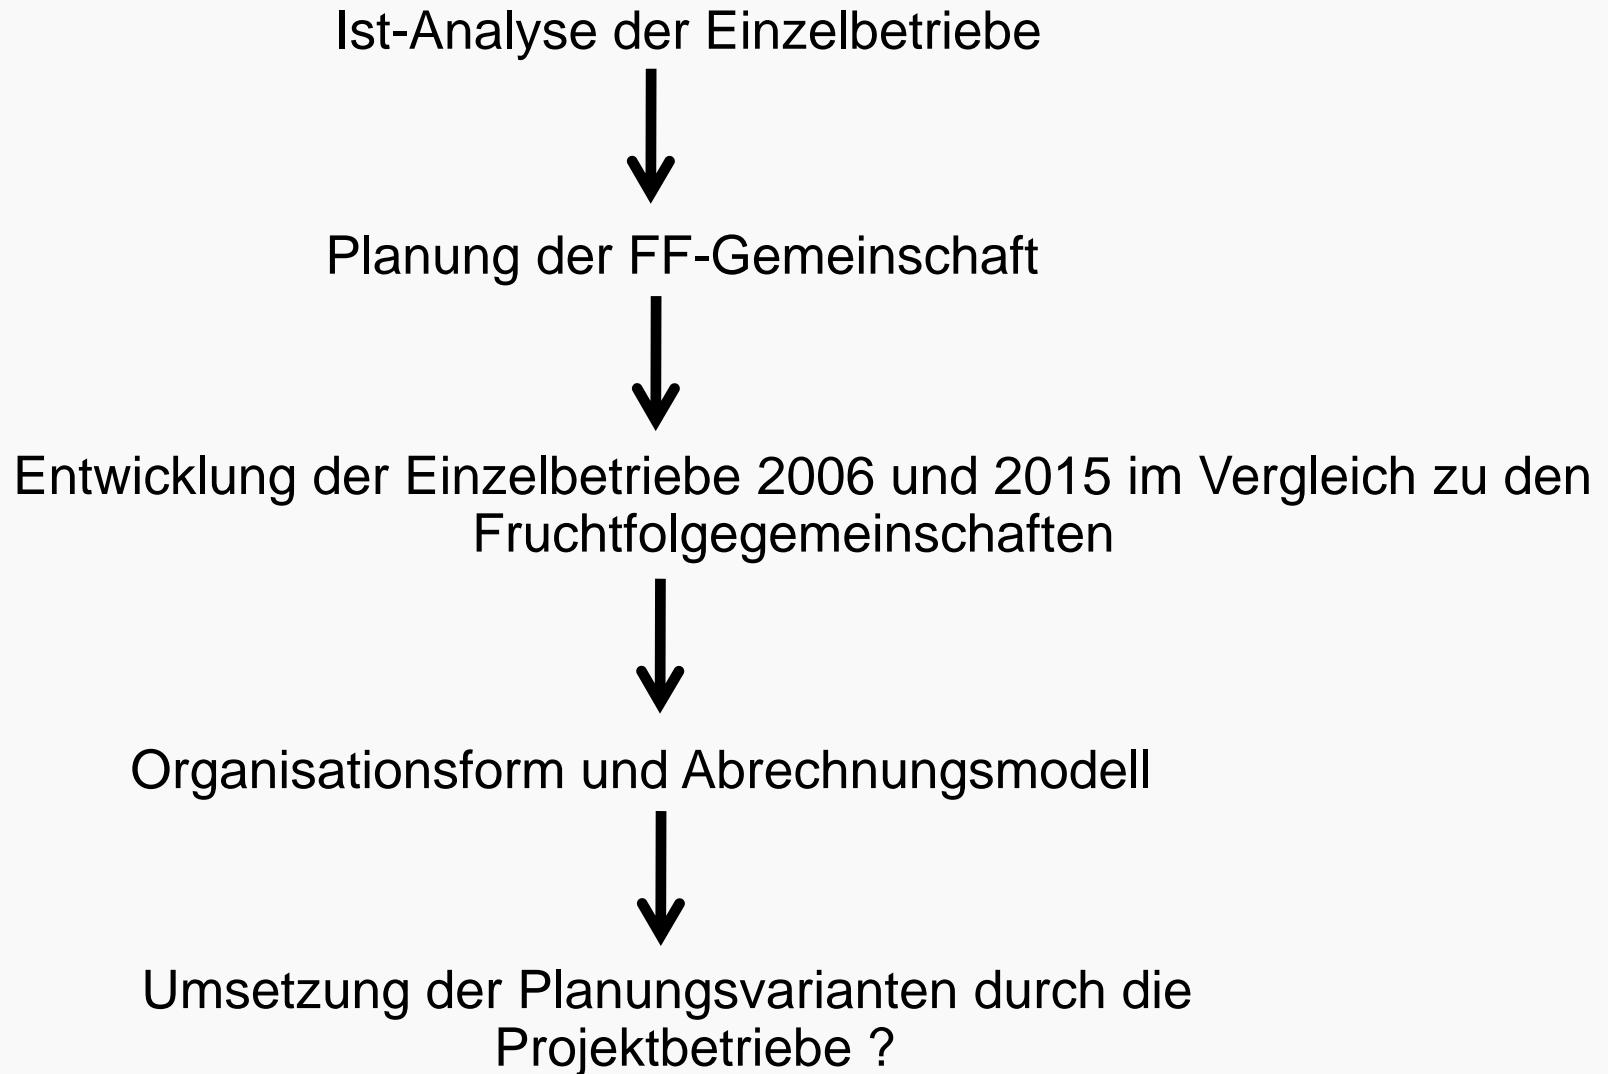 Ist-Analyse der Einzelbetriebe
Planung der FF-Gemeinschaft
Entwicklung der Einzelbetriebe 2006 und 2015 im Vergleich zu den
Fruchtfolgegemeinschaften
Organisationsform und Abrechnungsmodell
Umsetzung der Planungsvarianten durch die
Projektbetriebe ?